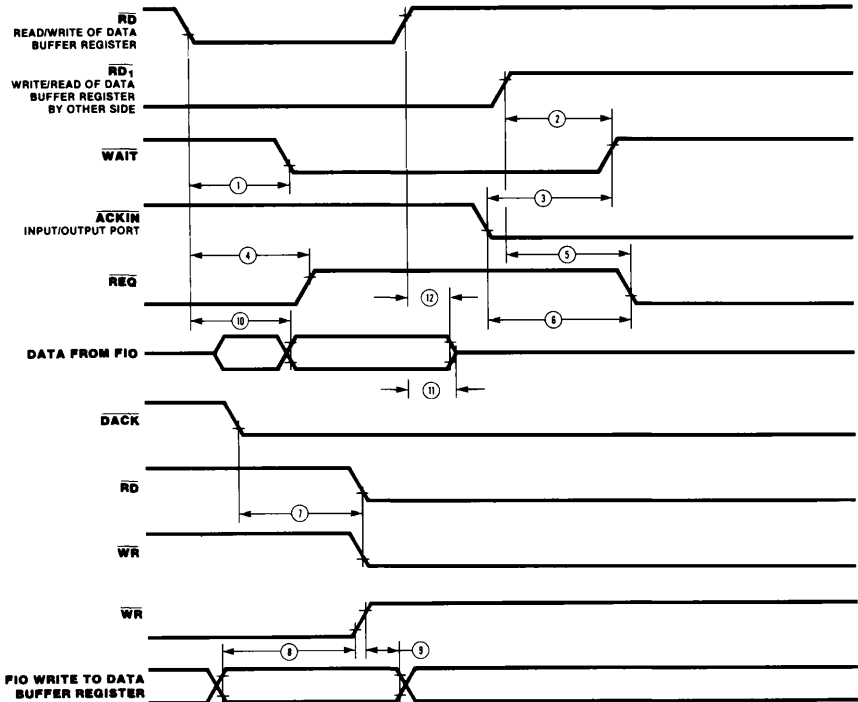 RD
READ/WRITE OF DATA
BUFFER REGISTER
RD1
WRITE/READ OF DATA
BUFFER REGISTER
BY OTHER SIDE
2
WAIT
1
3
ACKIN
INPUT/OUTPUT PORT
4
5
REQ
12
10
6
DATA FROM FIO
11
DACK
RD
7
WR
WR
8
9
FIO WRITE TO DATA
BUFFER REGISTER